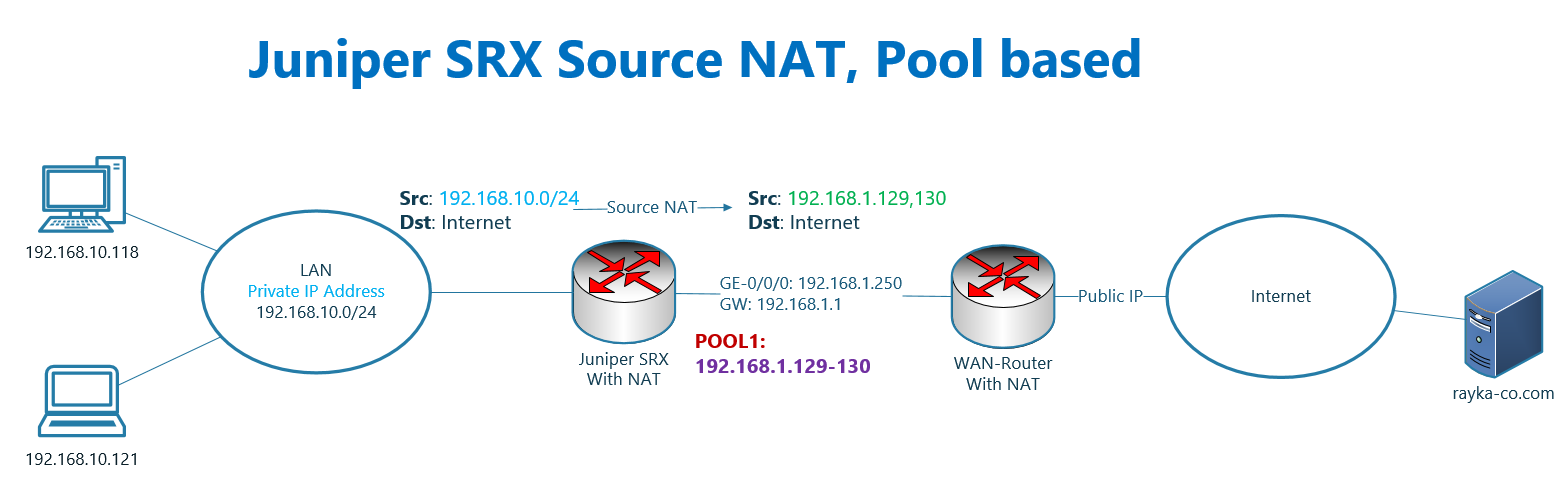 Juniper SRX Source NAT, Pool based
Src: 192.168.10.0/24
Dst: Internet
Source NAT
Src: 192.168.1.129,130
Dst: Internet
192.168.10.118
LAN
Private IP Address
192.168.10.0/24
GE-0/0/0: 192.168.1.250
GW: 192.168.1.1
Public IP
Internet
POOL1:
192.168.1.129-130
Juniper SRX
With NAT
WAN-Router
With NAT
rayka-co.com
192.168.10.121